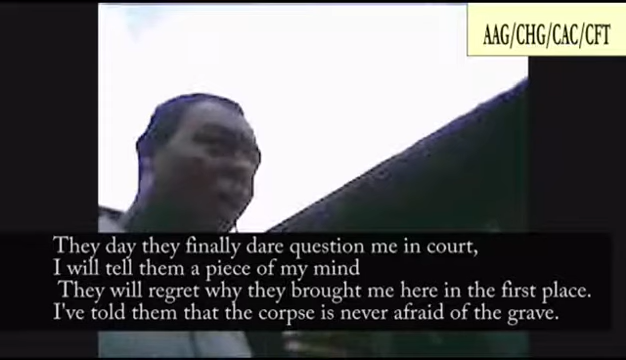 AAG/CHG/CAC/CFT
They day they finally dare question me in court,
I will tell them a piece of my mind
They will regret why they brought me here in the first place.
I've told them that the corpse is never afraid of the grave.